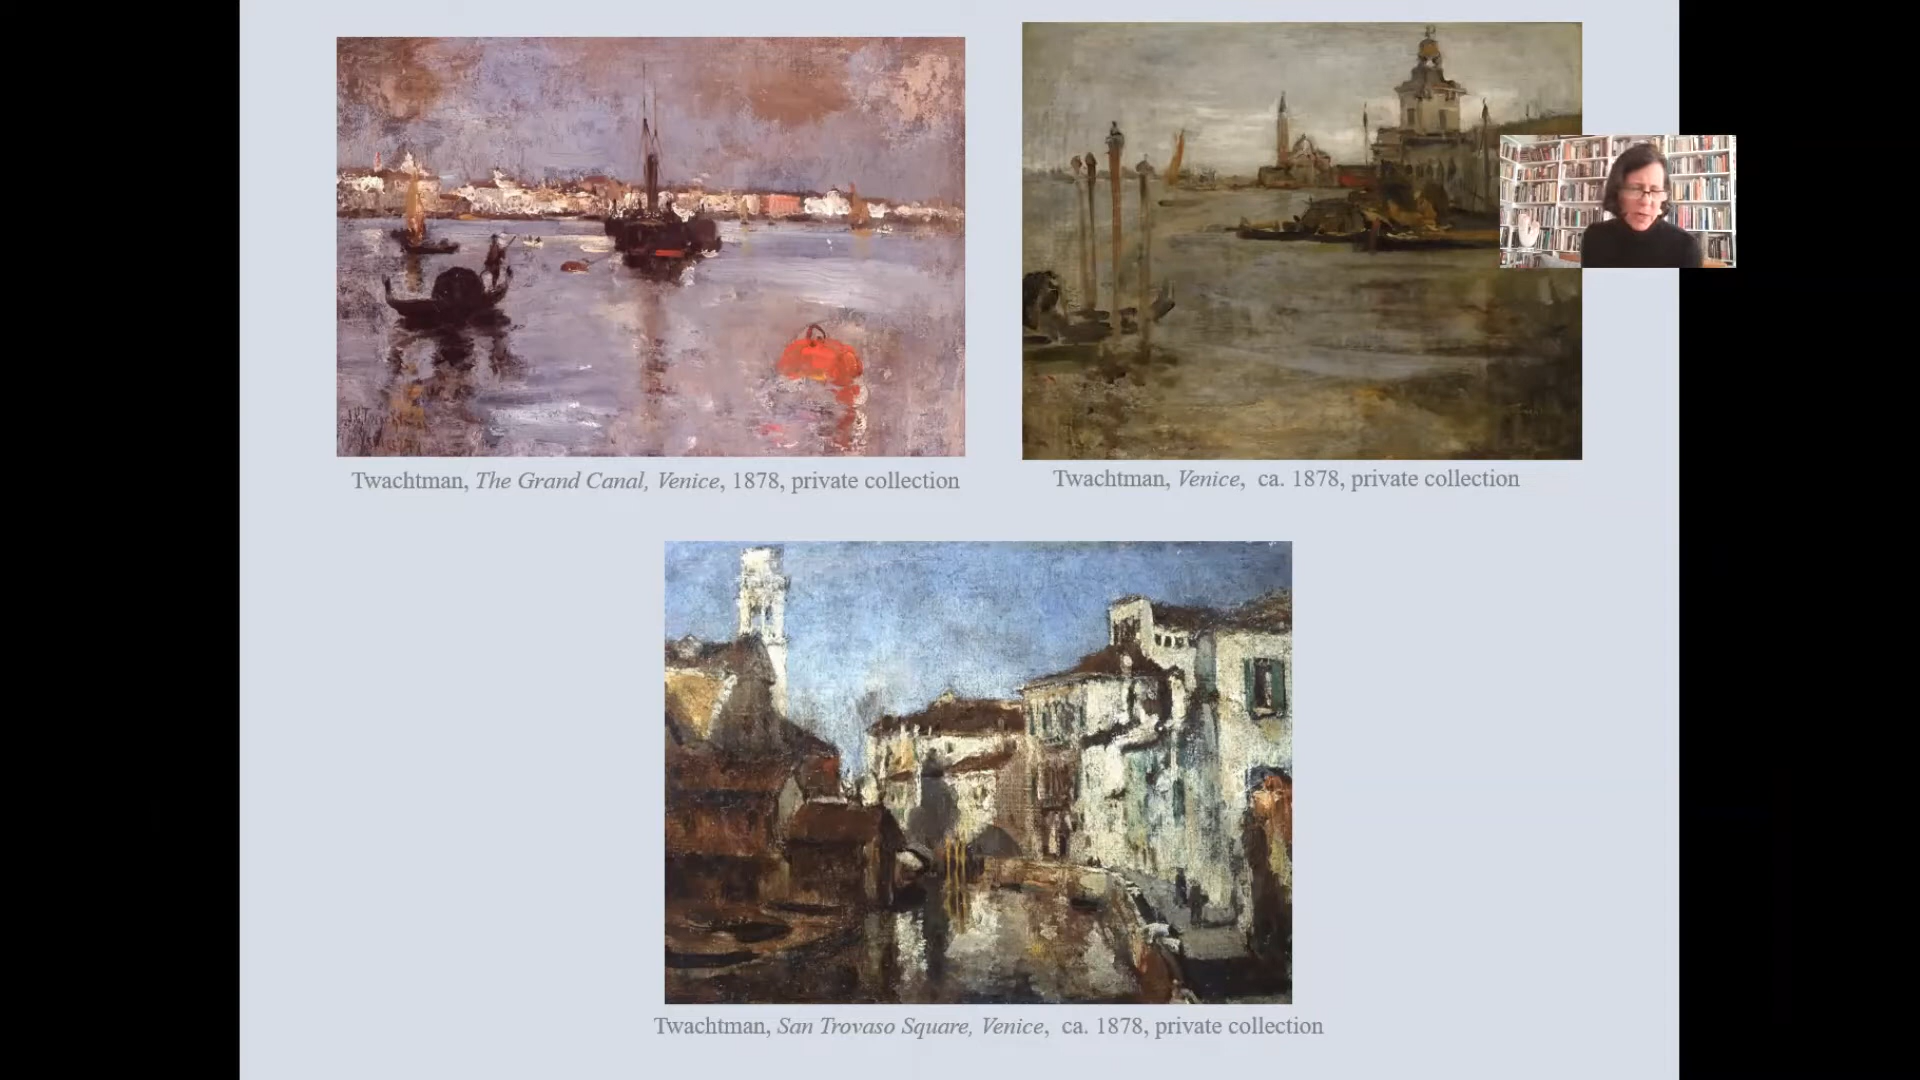 Twachtman, The Grand Canal, Venice, 1878, private collection
Twachtman, Venice, ca. 1878, private collection
Twachtman, San Trovaso Square, Venice, ca. 1878, private collection